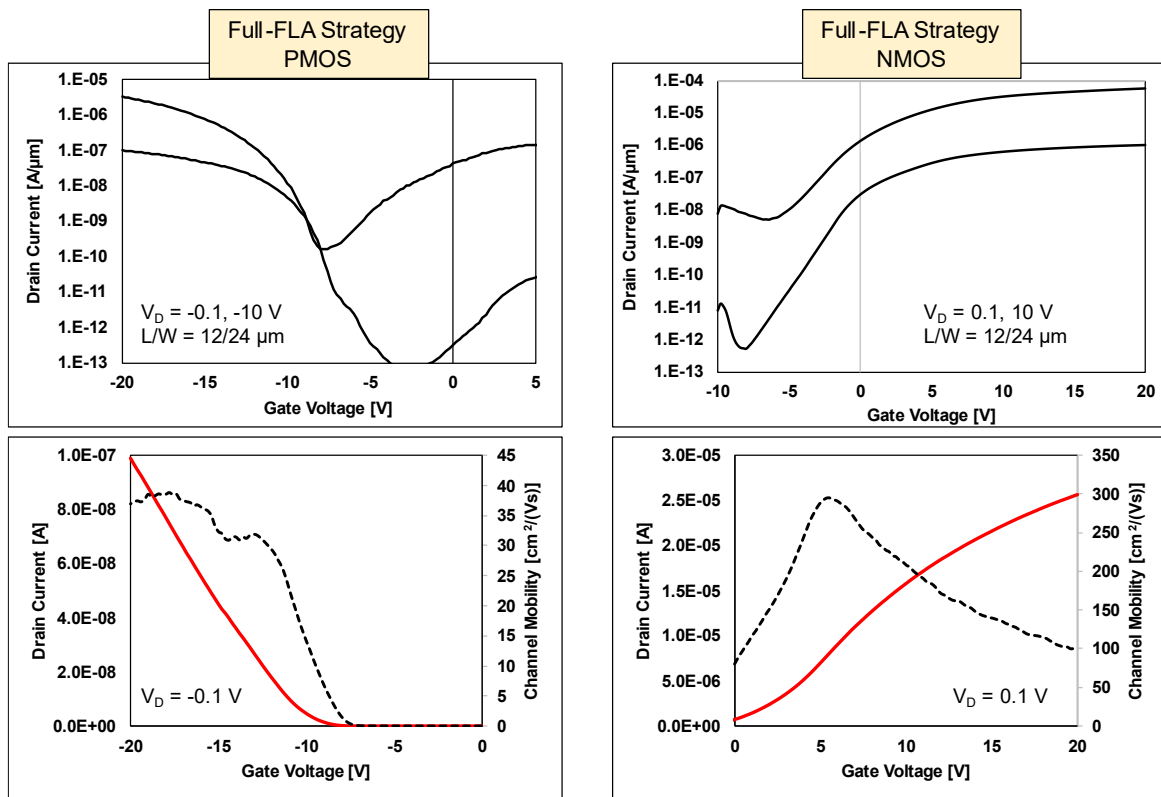 Full-FLA Strategy
PMOS
Full-FLA Strategy
NMOS
1.E-05
1.E-06
1.E-07
1.E-08
1.E-09
1.E-10
1.E-11
1.E-12
1.E-13
Drain Current [A/µm]
V_D = -0.1, -10 V
L/W = 12/24 µm
-20 -15 -10 -5 0 5
Gate Voltage [V]
1.E-04
1.E-05
1.E-06
1.E-07
1.E-08
1.E-09
1.E-10
1.E-11
1.E-12
1.E-13
Drain Current [A/µm]
V_D = 0.1, 10 V
L/W = 12/24 µm
-10 -5 0 5 10 15 20
Gate Voltage [V]
1.0E-07
8.0E-08
6.0E-08
4.0E-08
2.0E-08
0.0E+00
Drain Current [A]
V_D = -0.1 V
45
40
35
30
25
20
15
10
5
0
Channel Mobility [cm²/(Vs)]
-20 -15 -10 -5 0
Gate Voltage [V]
3.0E-05
2.5E-05
2.0E-05
1.5E-05
1.0E-05
5.0E-06
0.0E+00
Drain Current [A]
V_D = 0.1 V
350
300
250
200
150
100
50
0
Channel Mobility [cm²/(Vs)]
0 5 10 15 20
Gate Voltage [V]